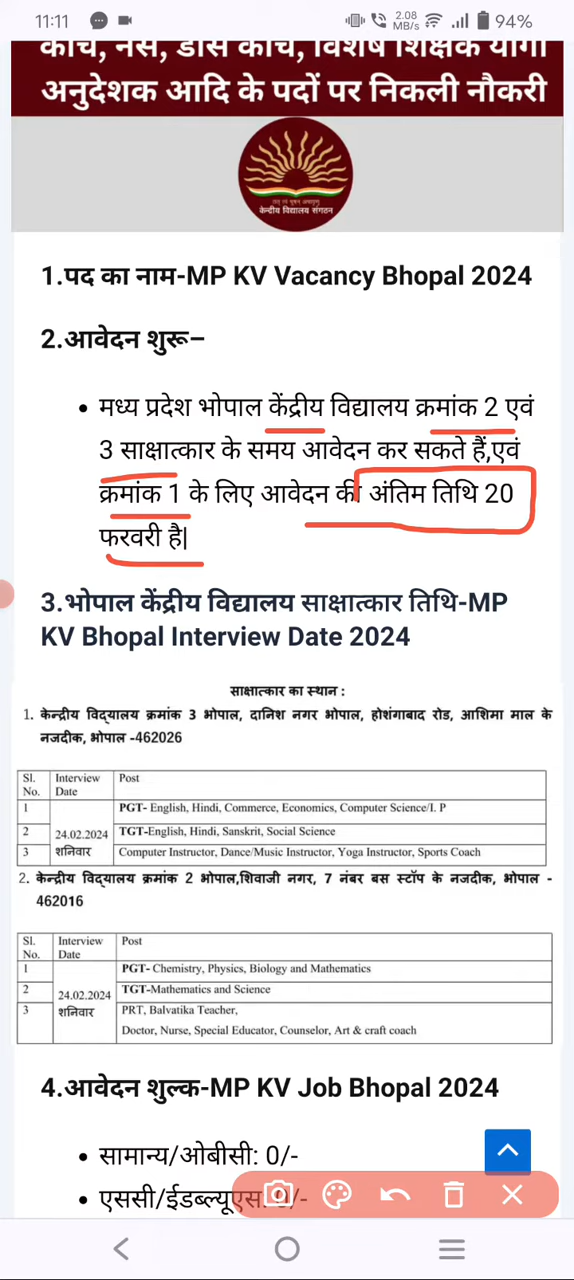 11:11
2.08
MB/s
94%
कोच, नर्स, डांस कोच, विशेष शिक्षक योगा
अनुदेशक आदि के पदों पर निकली नौकरी
केन्द्रीय विद्यालय संगठन
1.पद का नाम-MP KV Vacancy Bhopal 2024
2.आवेदन शुरू–
• मध्य प्रदेश भोपाल केंद्रीय विद्यालय क्रमांक 2 एवं
3 साक्षात्कार के समय आवेदन कर सकते हैं,एवं
क्रमांक 1 के लिए आवेदन की अंतिम तिथि 20
फरवरी है|
3.भोपाल केंद्रीय विद्यालय साक्षात्कार तिथि-MP
KV Bhopal Interview Date 2024
साक्षात्कार का स्थान :
1. केन्द्रीय विद्यालय क्रमांक 3 भोपाल, दानिश नगर भोपाल, होशंगाबाद रोड, आशिमा माल के
नजदीक, भोपाल -462026
Sl. No. Interview Date Post
1 PGT- English, Hindi, Commerce, Economics, Computer Science/I. P
2 24.02.2024 TGT-English, Hindi, Sanskrit, Social Science
3 शनिवार Computer Instructor, Dance/Music Instructor, Yoga Instructor, Sports Coach
2. केन्द्रीय विद्यालय क्रमांक 2 भोपाल,शिवाजी नगर, 7 नंबर बस स्टॉप के नजदीक, भोपाल -
462016
Sl. No. Interview Date Post
1 PGT- Chemistry, Physics, Biology and Mathematics
2 24.02.2024 TGT-Mathematics and Science
3 शनिवार PRT, Balvatika Teacher,
Doctor, Nurse, Special Educator, Counselor, Art & craft coach
4.आवेदन शुल्क-MP KV Job Bhopal 2024
• सामान्य/ओबीसी: 0/-
• एससी/ईडब्ल्यूएस: 0/-